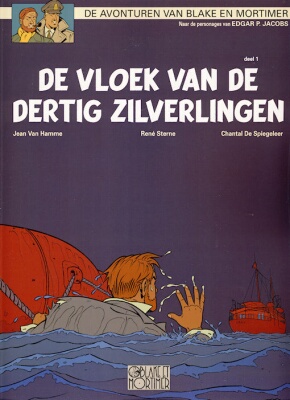 DE AVONTUREN VAN BLAKE EN MORTIMER
Naar de personages van EDGAR P. JACOBS
deel 1
DE VLOEK VAN DE
DERTIG ZILVERLINGEN
Jean Van Hamme René Sterne Chantal De Spiegeleer
BLAKE ET
MORTIMER